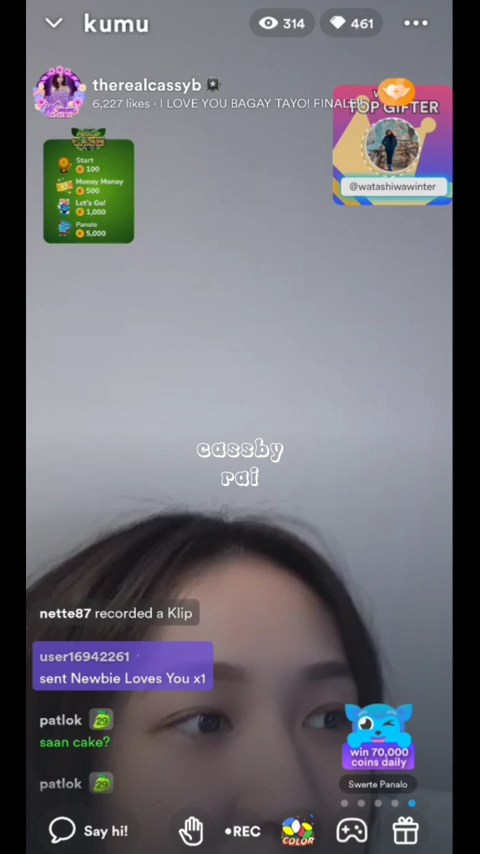 kumu
314
461
therealcassyb
6,227 likes - I LOVE YOU BAGAY TAYO! FINALE!!
TOP GIFTER
@watashiwawinter
Start
100
Money Money
500
Let's Go!
1,000
Panalo
5,000
cassby
rai
nette87 recorded a Klip
user16942261
sent Newbie Loves You x1
patlok 29
saan cake?
patlok 29
win 70,000
coins daily
Swerte Panalo
Say hi!
•REC
COLOR